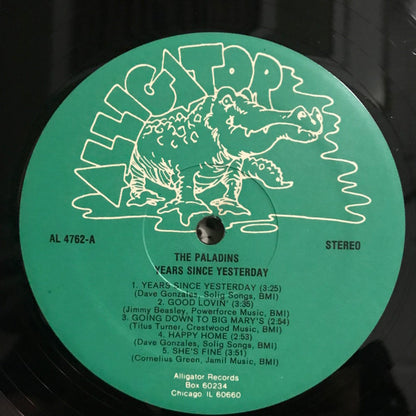 ALLIGATOR
AL 4762-A
STEREO
THE PALADINS
YEARS SINCE YESTERDAY
1. YEARS SINCE YESTERDAY (3:25)
(Dave Gonzales, Solig Songs, BMI)
2. GOOD LOVIN' (3:35)
(Jimmy Beasley, Powerforce Music, BMI)
3. GOING DOWN TO BIG MARY'S (2:54)
(Titus Turner, Crestwood Music, BMI)
4. HAPPY HOME (3:53)
(Dave Gonzales, Solig Songs, BMI)
5. SHE'S FINE (3:51)
(Cornelius Green, Jamil Music, BMI)
Alligator Records
Box 60234
Chicago IL 60660